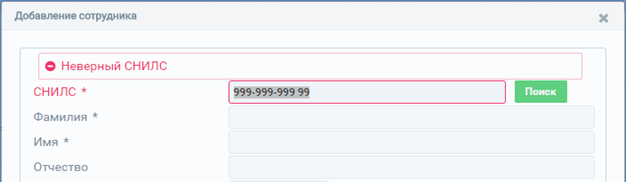 Добавление сотрудника
Неверный СНИЛС
СНИЛС * 999-999-999 99 Поиск
Фамилия *
Имя *
Отчество